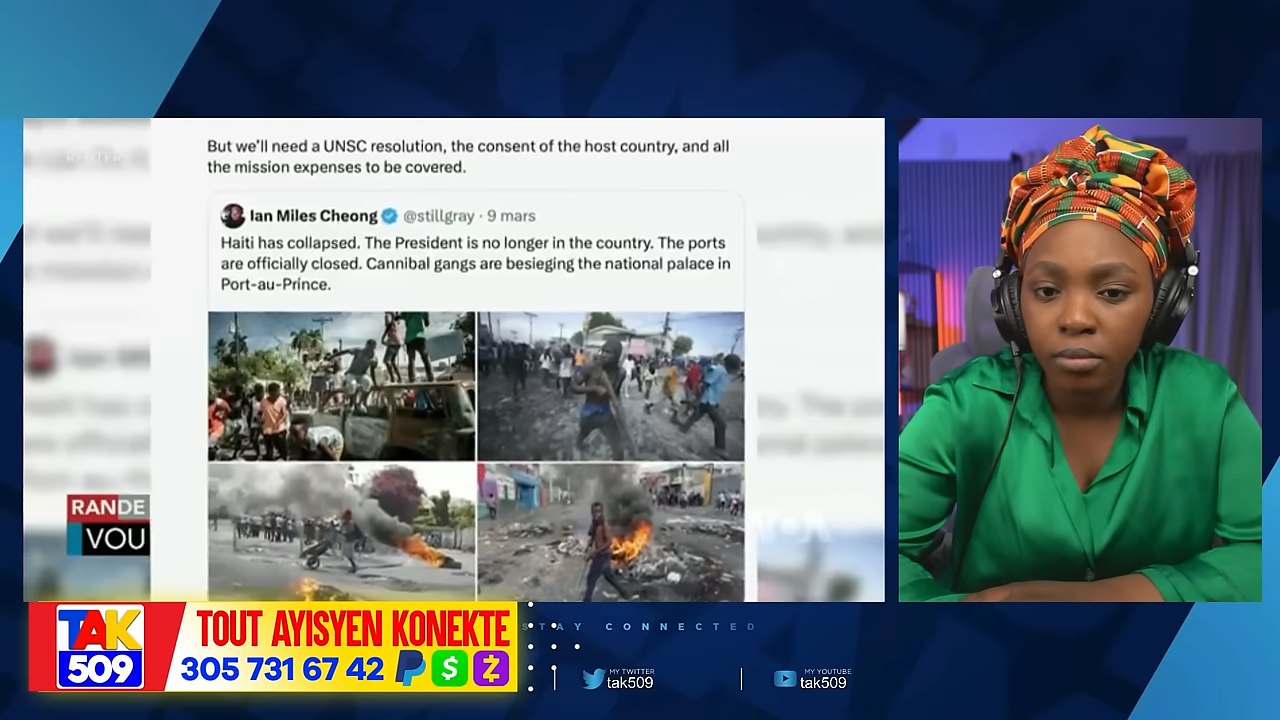 But we'll need a UNSC resolution, the consent of the host country, and all
the mission expenses to be covered.
REUTERS
Ian Miles Cheong @stillgray · 9 mars
Haiti has collapsed. The President is no longer in the country. The ports
are officially closed. Cannibal gangs are besieging the national palace in
Port-au-Prince.
RANDE
VOU
VOA
TAK
509
TOUT AYISYEN KONEKTE
305 731 67 42
STAY CONNECTED
MY TWITTER
tak509
MY YOUTUBE
tak509